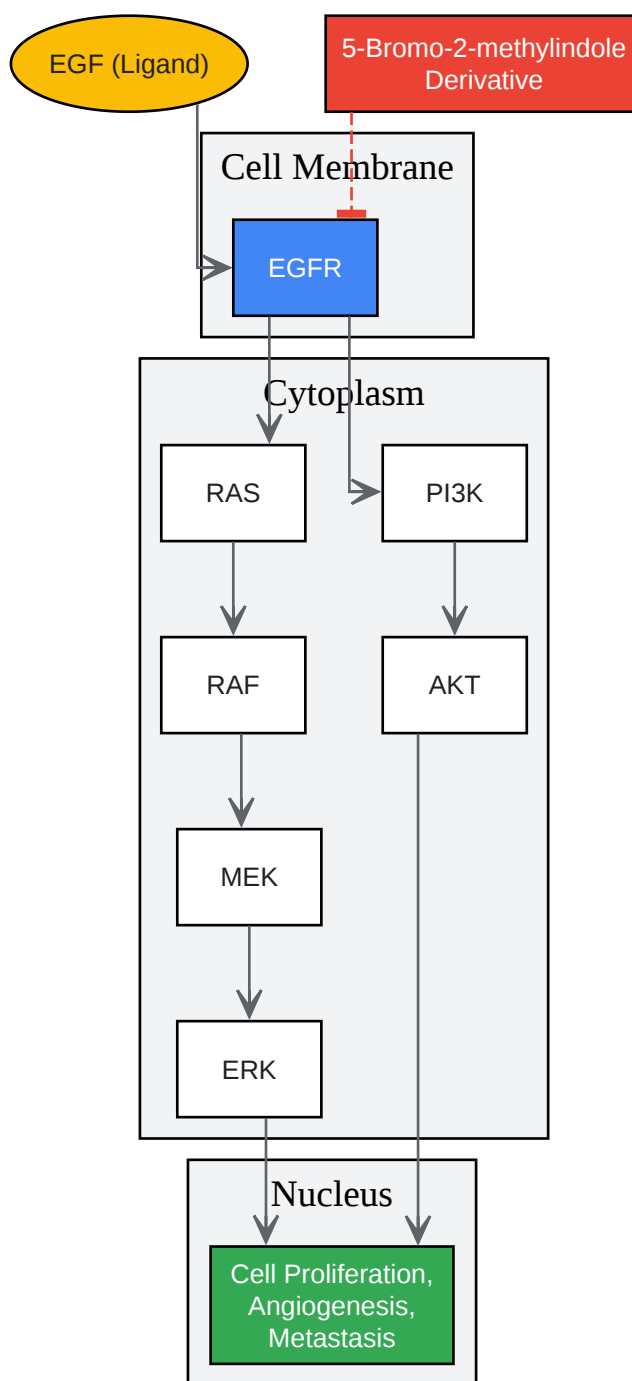 EGF (Ligand)
5-Bromo-2-methylindole
Derivative
Cell Membrane
EGFR
Cytoplasm
RAS
PI3K
RAF
AKT
MEK
ERK
Nucleus
Cell Proliferation,
Angiogenesis,
Metastasis